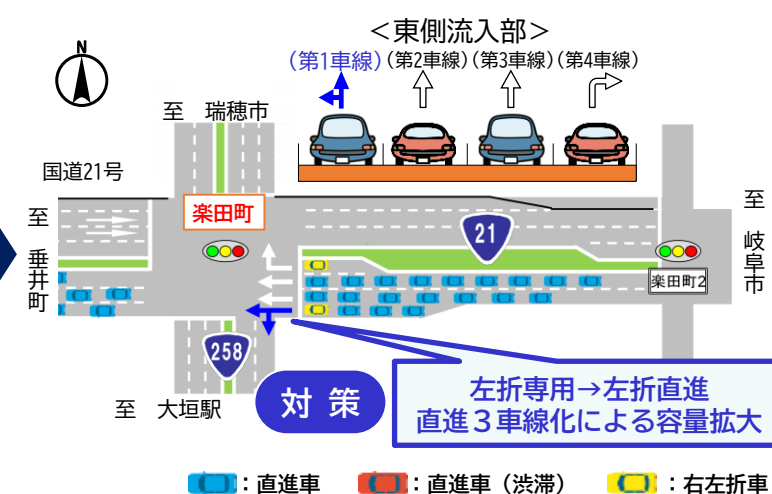 N
＜東側流入部＞
(第1車線)(第2車線)(第3車線)(第4車線)
至　瑞穂市
国道21号
至　垂井町
楽田町
21
至　岐阜市
楽田町2
258
至　大垣駅
対 策
左折専用→左折直進
直進３車線化による容量拡大
：直進車
：直進車（渋滞）
：右左折車